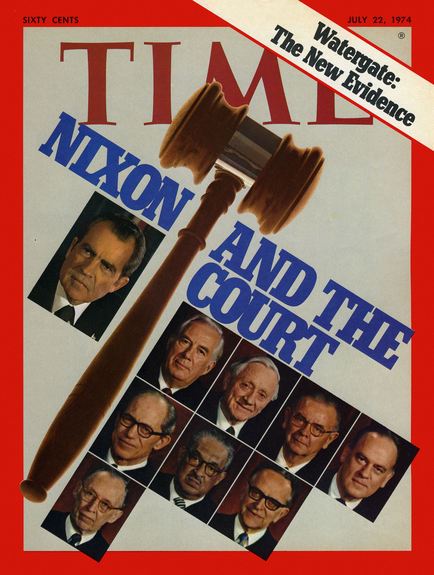 SIXTY CENTS
JULY 22, 1974
®
Watergate:
The New Evidence
TIME
NIXON
AND THE
COURT